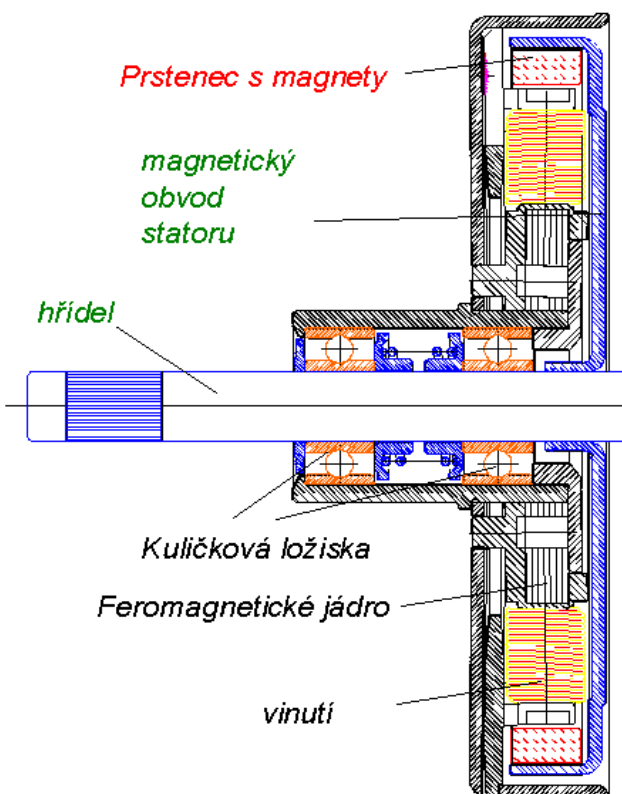 Prstenec s magnety
magnetický
obvod
statoru
hřídel
Kuličková ložiska
Feromagnetické jádro
vinutí